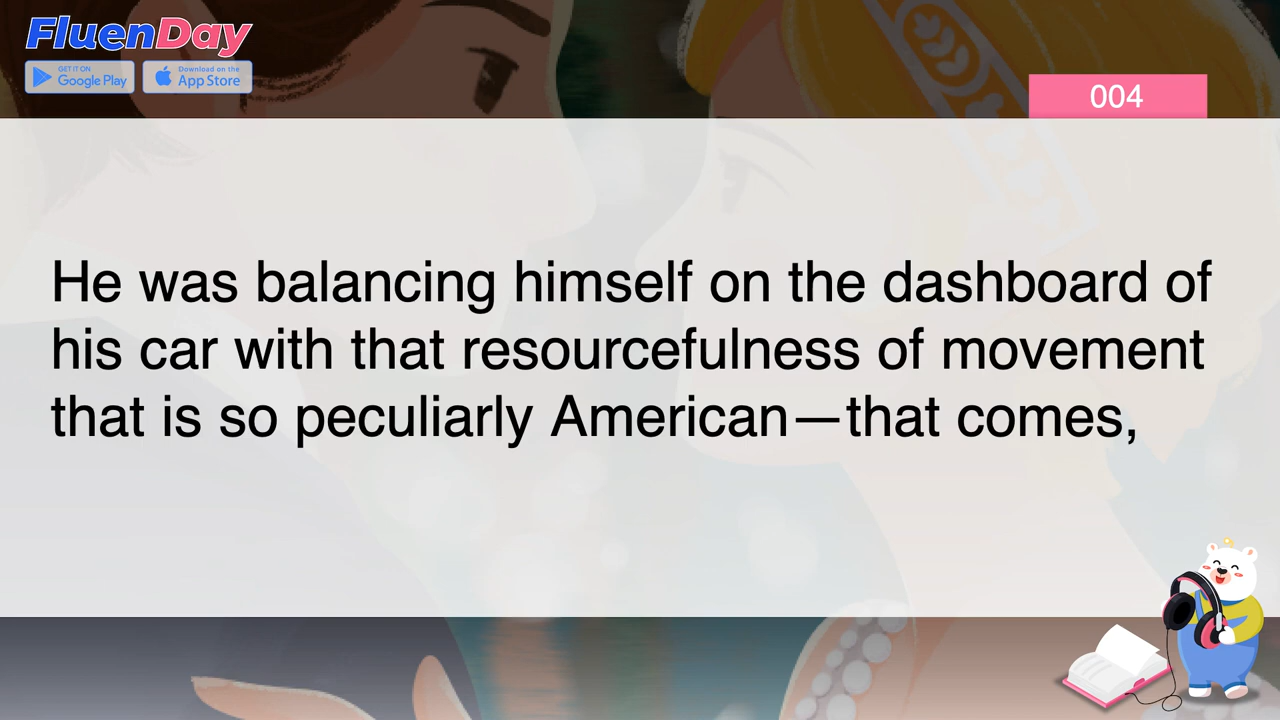 FluenDay
GET IT ON
Google Play
Download on the
App Store
004
He was balancing himself on the dashboard of
his car with that resourcefulness of movement
that is so peculiarly American—that comes,